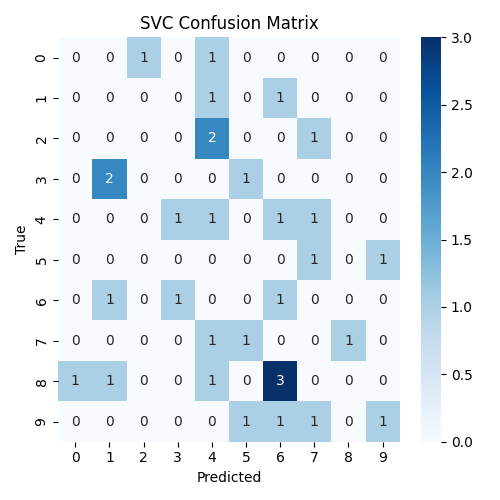 SVC Confusion Matrix
0 0 0 1 0 1 0 0 0 0 0
1 0 0 0 0 1 0 1 0 0 0
2 0 0 0 0 2 0 0 1 0 0
3 0 2 0 0 0 1 0 0 0 0
4 0 0 0 1 1 0 1 1 0 0
5 0 0 0 0 0 0 0 1 0 1
6 0 1 0 1 0 0 1 0 0 0
7 0 0 0 0 1 1 0 0 1 0
8 1 1 0 0 1 0 3 0 0 0
9 0 0 0 0 0 1 1 1 0 1
0 1 2 3 4 5 6 7 8 9
Predicted
True
3.0
2.5
2.0
1.5
1.0
0.5
0.0